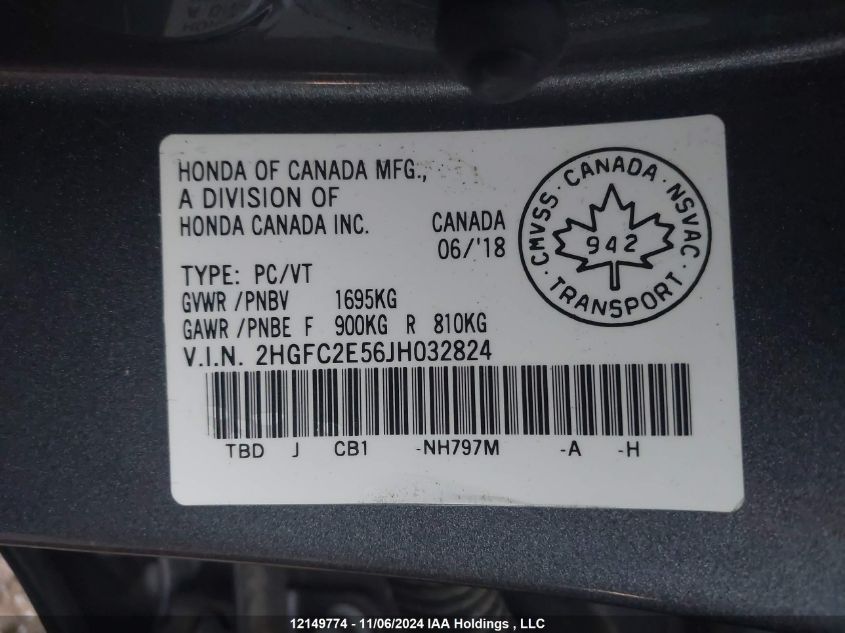 HONDA OF CANADA MFG.,
A DIVISION OF
HONDA CANADA INC. CANADA
06/'18
CMVSS · CANADA · NSVAC · TRANSPORT ·
942
TYPE: PC/VT
GVWR /PNBV 1695KG
GAWR /PNBE F 900KG R 810KG
V.I.N. 2HGFC2E56JH032824
TBD J CB1 -NH797M -A -H
12149774 - 11/06/2024 IAA Holdings , LLC